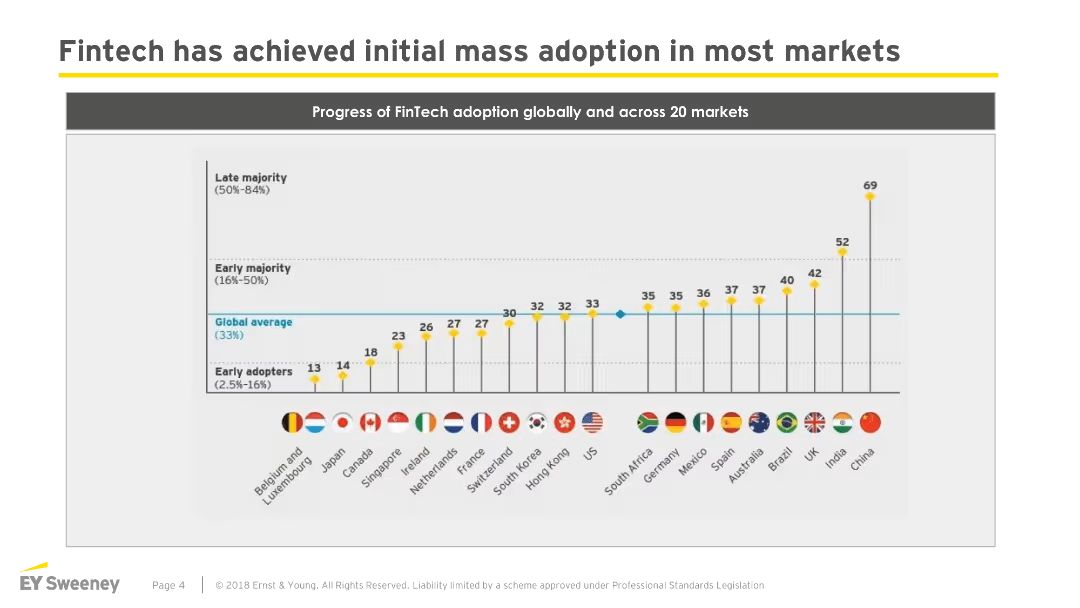 Fintech has achieved initial mass adoption in most markets
Progress of FinTech adoption globally and across 20 markets
Late majority
(50%-84%)
69
52
Early majority
(16%-50%)
42
40
37
37
36
35
35
33
32
32
30
Global average
(33%)
27
27
26
23
18
Early adopters
(2.5%-16%)
13
14
Belgium and
Luxembourg
Japan
Canada
Singapore
Ireland
Netherlands
France
Switzerland
South Korea
Hong Kong
US
South Africa
Germany
Mexico
Spain
Australia
Brazil
UK
India
China
EY Sweeney
Page 4
© 2018 Ernst & Young. All Rights Reserved. Liability limited by a scheme approved under Professional Standards Legislation